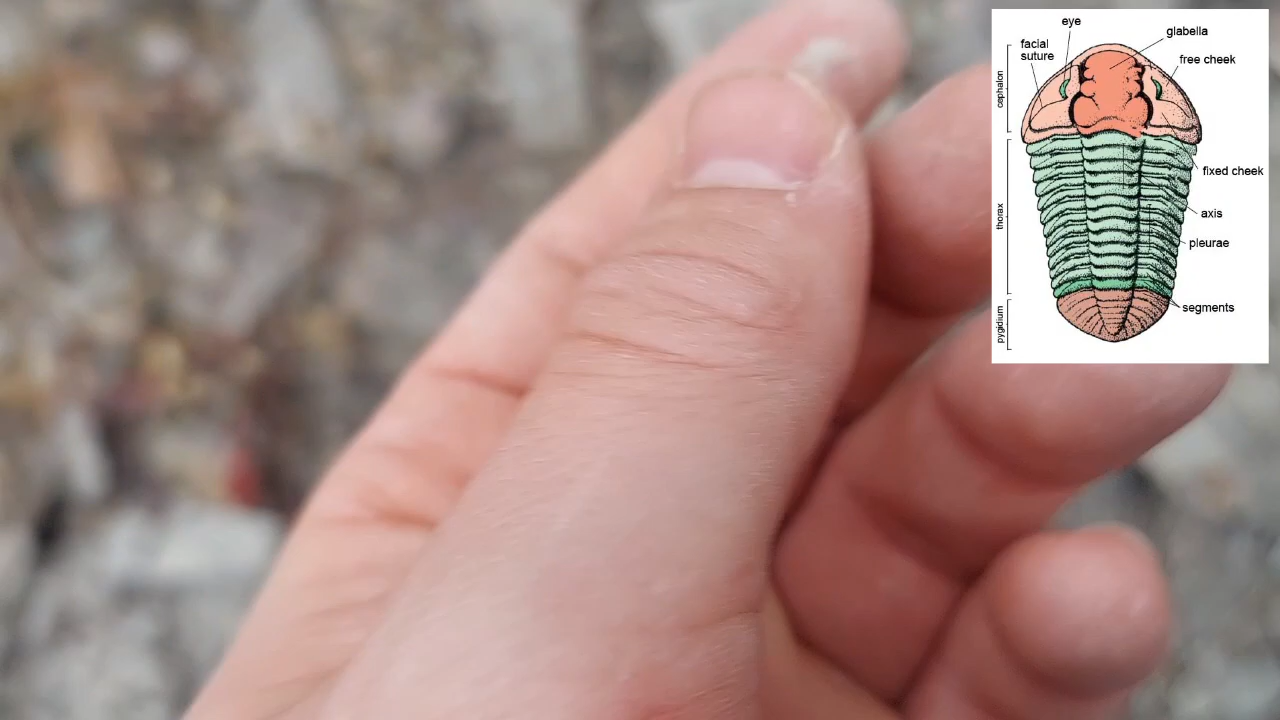 eye
glabella
facial
suture
free cheek
cephalon
fixed cheek
thorax
axis
pleurae
segments
pygidium